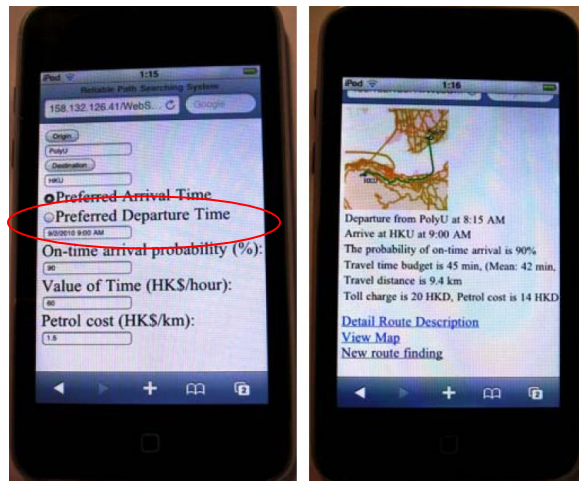 iPod
1:15
Reliable Path Searching System
158.132.126.41/WebS...
Google
Origin
PolyU
Destination
HKU
Preferred Arrival Time
Preferred Departure Time
9/2/2010 9:00 AM
On-time arrival probability (%):
90
Value of Time (HK$/hour):
60
Petrol cost (HK$/km):
1.5
2
iPod
1:16
HKU
Departure from PolyU at 8:15 AM
Arrive at HKU at 9:00 AM
The probability of on-time arrival is 90%
Travel time budget is 45 min, (Mean: 42 min,
Travel distance is 9.4 km
Toll charge is 20 HKD, Petrol cost is 14 HKD
Detail Route Description
View Map
New route finding
2